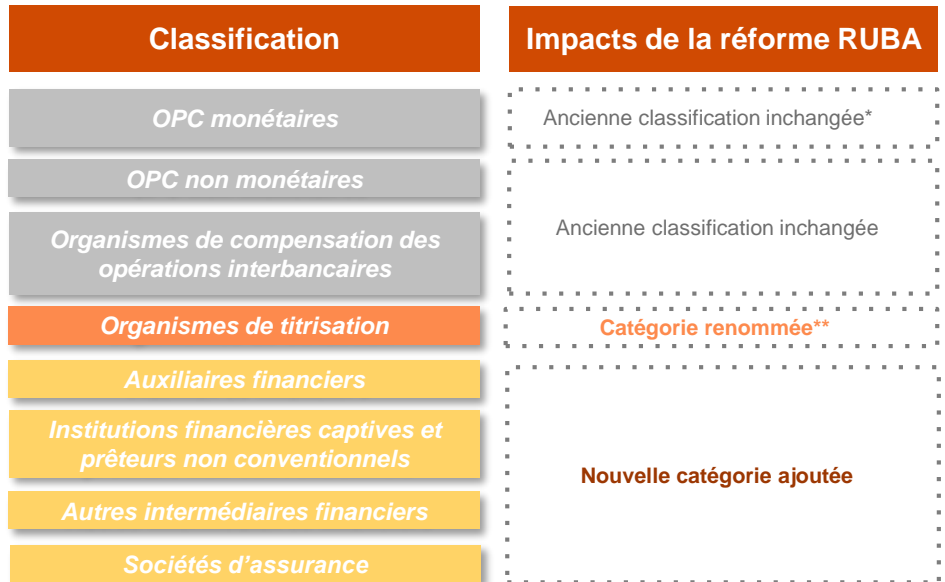 Classification
Impacts de la réforme RUBA
OPC monétaires
Ancienne classification inchangée*
OPC non monétaires
Organismes de compensation des
opérations interbancaires
Ancienne classification inchangée
Organismes de titrisation
Catégorie renommée**
Auxiliaires financiers
Institutions financières captives et
prêteurs non conventionnels
Autres intermédiaires financiers
Sociétés d'assurance
Nouvelle catégorie ajoutée